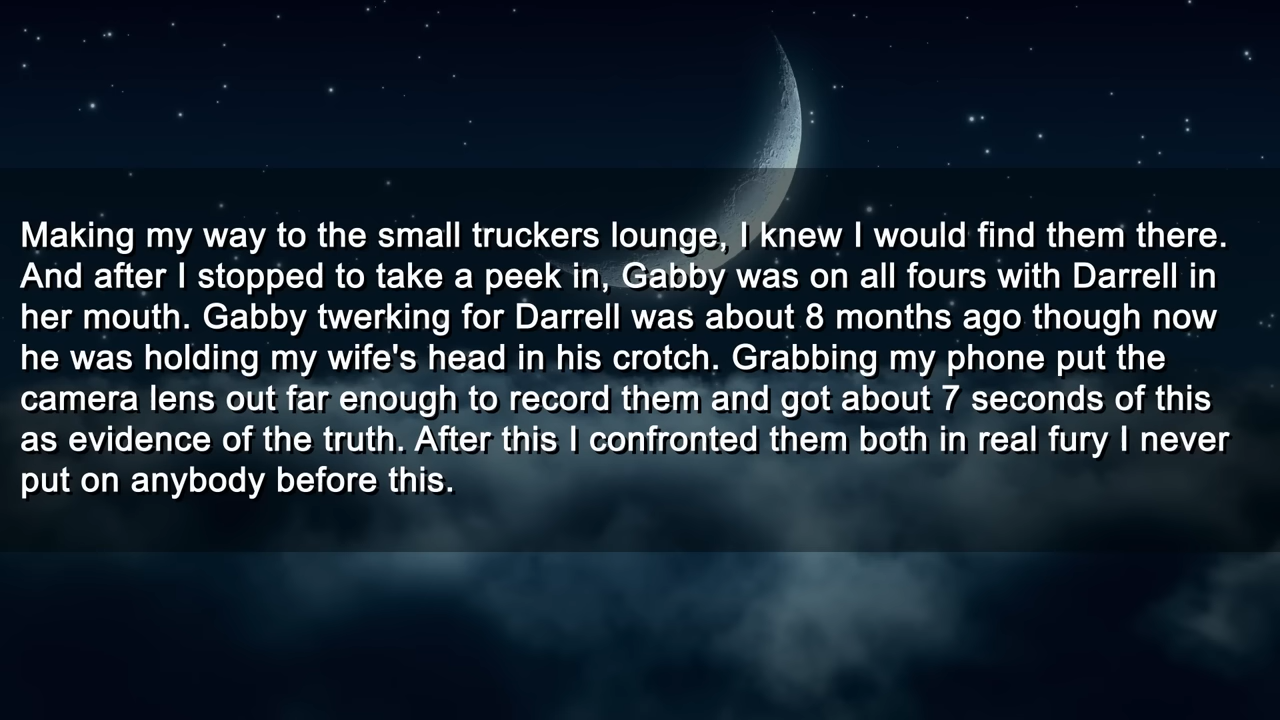 Making my way to the small truckers lounge, I knew I would find them there.
And after I stopped to take a peek in, Gabby was on all fours with Darrell in
her mouth. Gabby twerking for Darrell was about 8 months ago though now
he was holding my wife's head in his crotch. Grabbing my phone put the
camera lens out far enough to record them and got about 7 seconds of this
as evidence of the truth. After this I confronted them both in real fury I never
put on anybody before this.